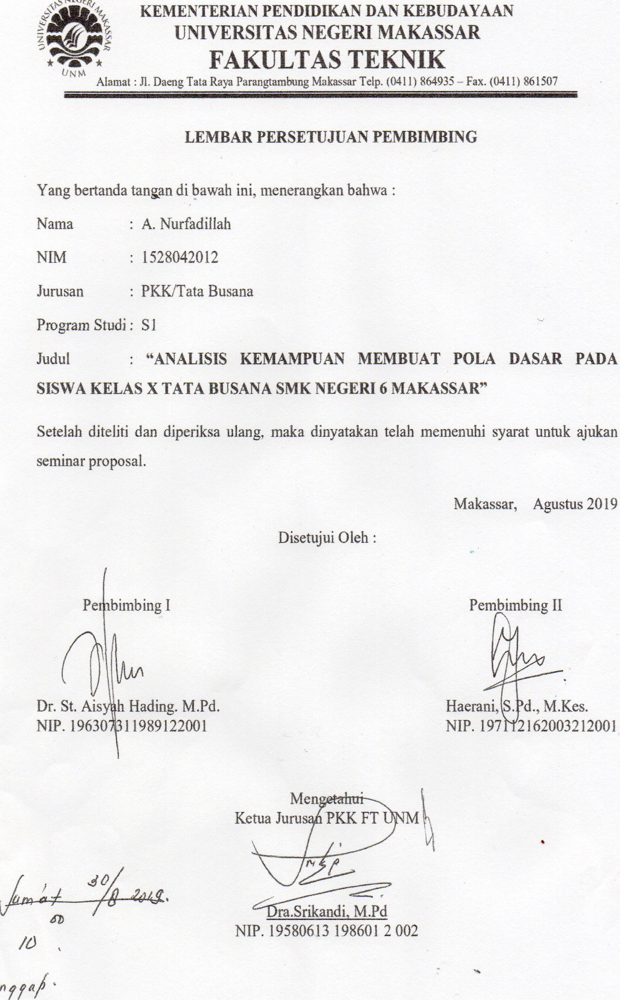 UNIVERSITAS NEGERI MAKASSAR
UNM
KEMENTERIAN PENDIDIKAN DAN KEBUDAYAAN
UNIVERSITAS NEGERI MAKASSAR
FAKULTAS TEKNIK
Alamat : Jl. Daeng Tata Raya Parangtambung Makassar Telp. (0411) 864935 – Fax. (0411) 861507
LEMBAR PERSETUJUAN PEMBIMBING
Yang bertanda tangan di bawah ini, menerangkan bahwa :
Nama : A. Nurfadillah
NIM : 1528042012
Jurusan : PKK/Tata Busana
Program Studi : S1
Judul : “ANALISIS KEMAMPUAN MEMBUAT POLA DASAR PADA
SISWA KELAS X TATA BUSANA SMK NEGERI 6 MAKASSAR”
Setelah diteliti dan diperiksa ulang, maka dinyatakan telah memenuhi syarat untuk ajukan
seminar proposal.
Makassar, Agustus 2019
Disetujui Oleh :
Pembimbing I Pembimbing II
Dr. St. Aisyah Hading. M.Pd. Haerani, S.Pd., M.Kes.
NIP. 196307311989122001 NIP. 197112162003212001
Mengetahui
Ketua Jurusan PKK FT UNM
Jum'at 30/8 2019.
Dra.Srikandi, M.Pd
NIP. 19580613 198601 2 002
10